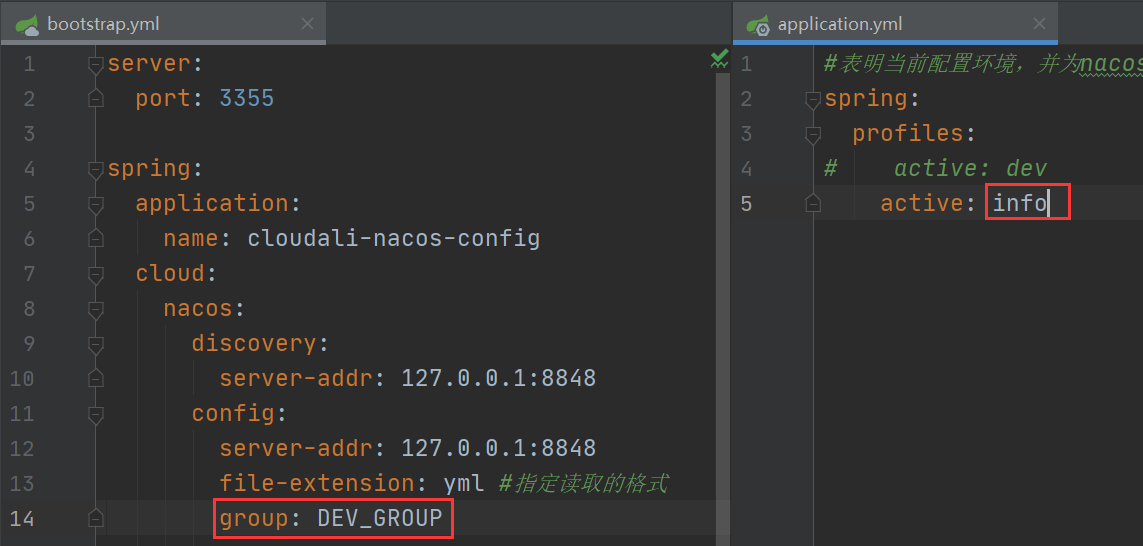 bootstrap.yml
1 server:
2 port: 3355
3
4 spring:
5 application:
6 name: cloudali-nacos-config
7 cloud:
8 nacos:
9 discovery:
10 server-addr: 127.0.0.1:8848
11 config:
12 server-addr: 127.0.0.1:8848
13 file-extension: yml #指定读取的格式
14 group: DEV_GROUP
application.yml
1 #表明当前配置环境，并为nacos
2 spring:
3 profiles:
4 # active: dev
5 active: info